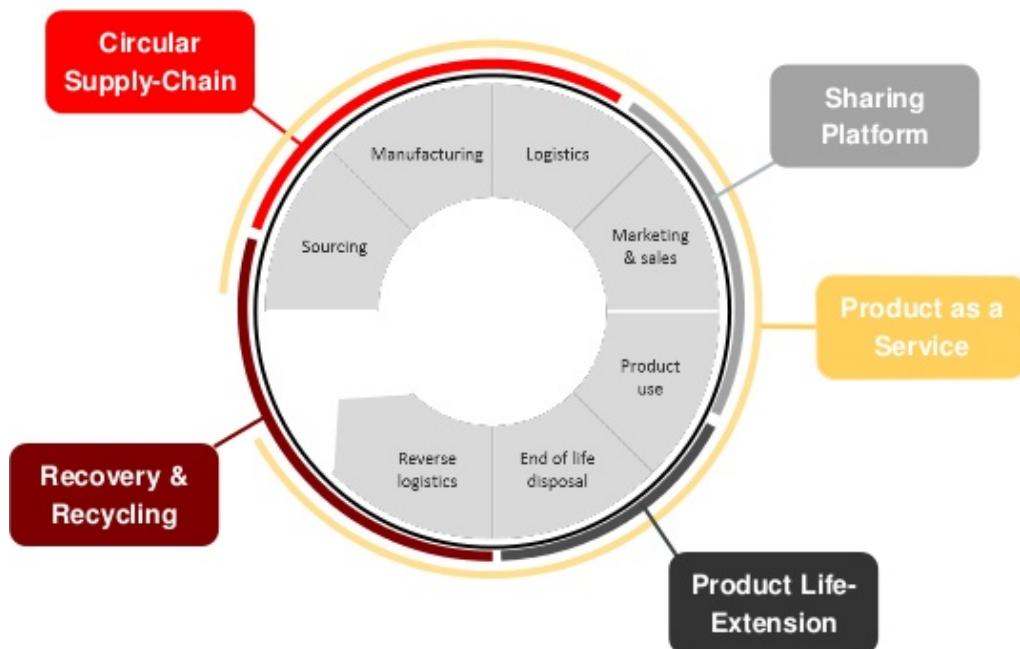 Circular
Supply-Chain
Sharing
Platform
Manufacturing
Logistics
Sourcing
Marketing
& sales
Product as a
Service
Product
use
Reverse
logistics
End of life
disposal
Recovery &
Recycling
Product Life-
Extension